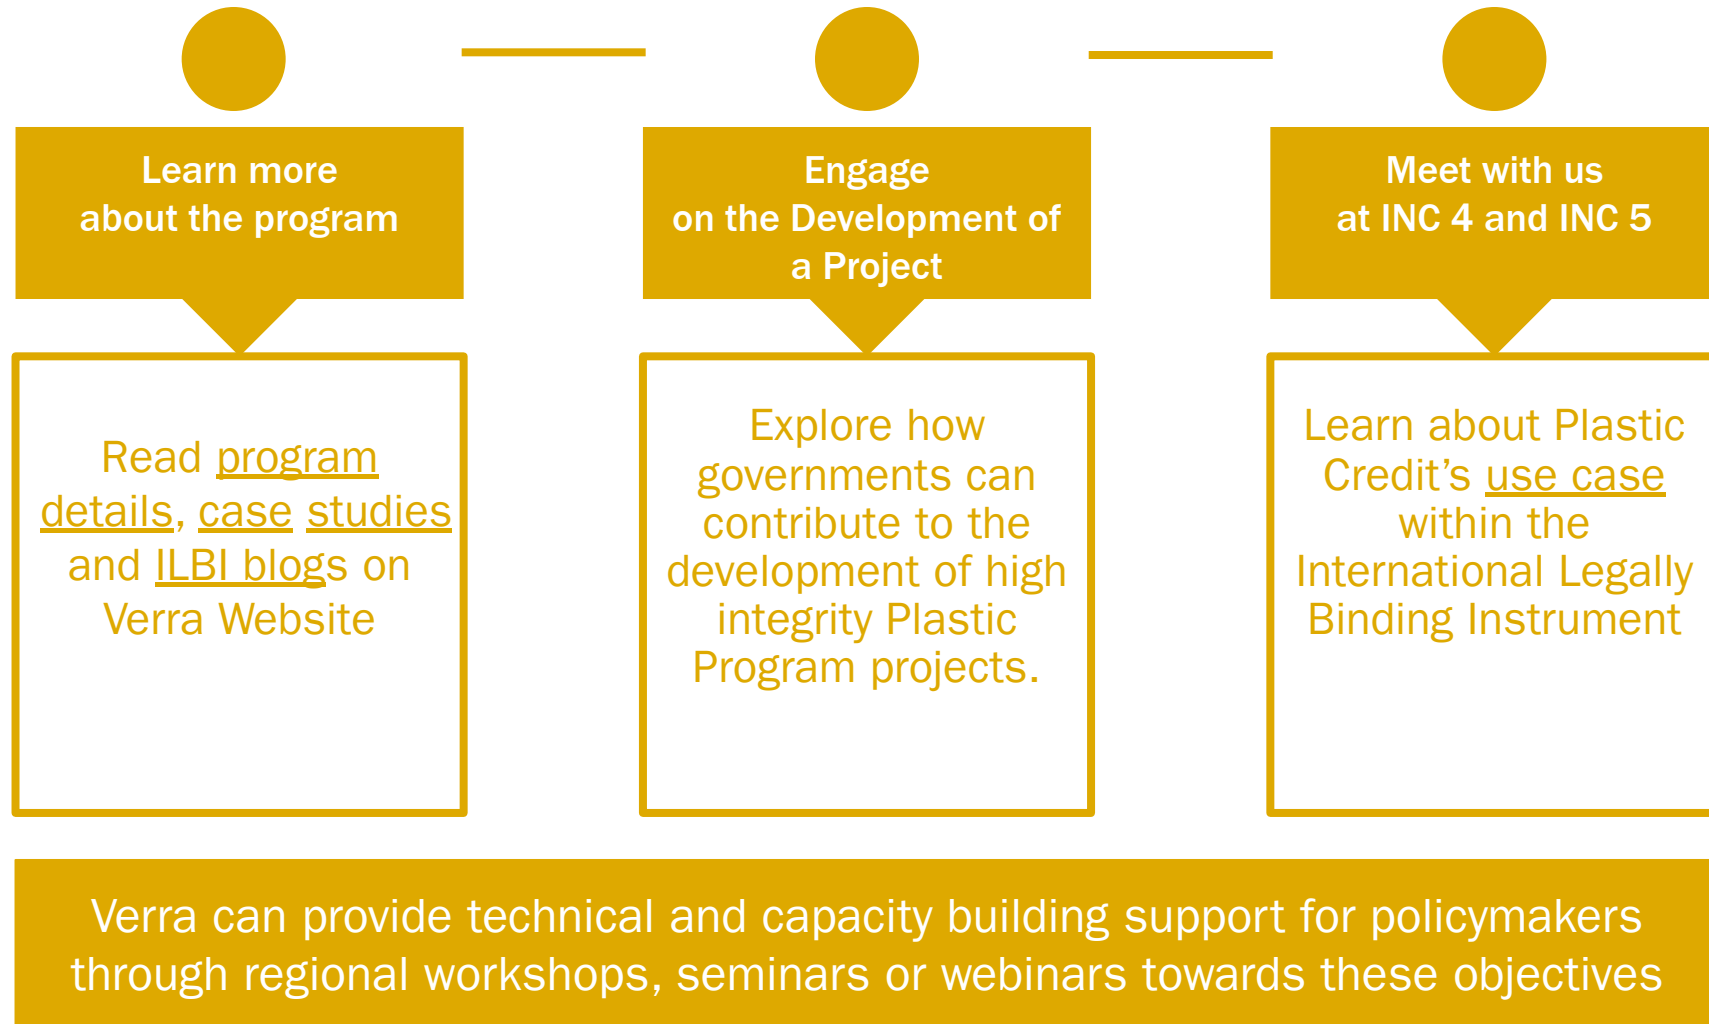 Learn more
about the program
Read program
details, case studies
and ILBI blogs on
Verra Website
Engage
on the Development of
a Project
Explore how
governments can
contribute to the
development of high
integrity Plastic
Program projects.
Meet with us
at INC 4 and INC 5
Learn about Plastic
Credit’s use case
within the
International Legally
Binding Instrument
Verra can provide technical and capacity building support for policymakers
through regional workshops, seminars or webinars towards these objectives